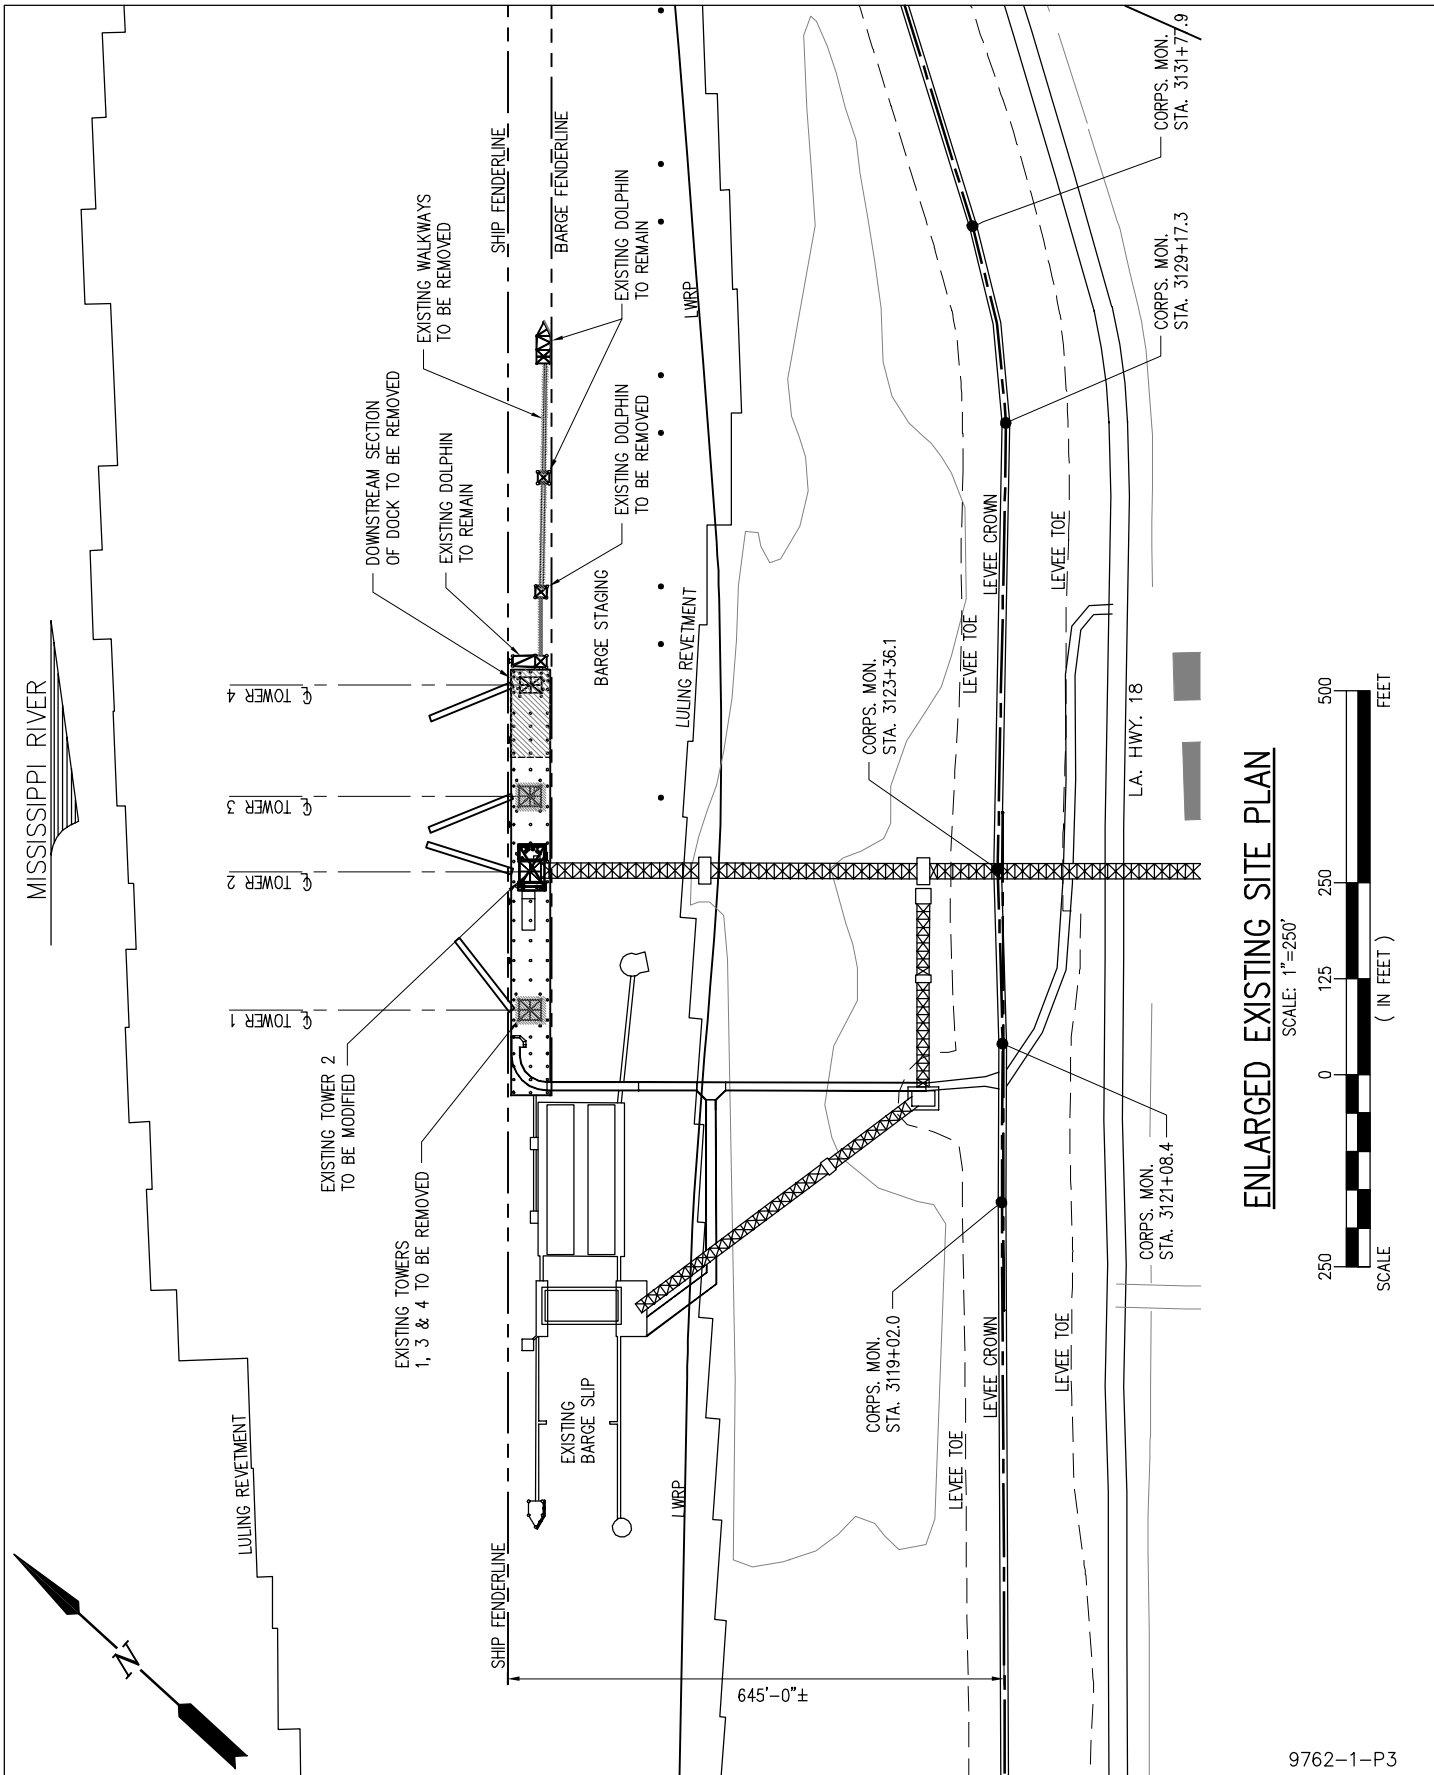 MISSISSIPPI RIVER
LULING REVETMENT
SHIP FENDERLINE
BARGE FENDERLINE
EXISTING WALKWAYS
TO BE REMOVED
EXISTING DOLPHIN
TO REMAIN
DOWNSTREAM SECTION
OF DOCK TO BE REMOVED
EXISTING DOLPHIN
TO REMAIN
EXISTING DOLPHIN
TO BE REMOVED
BARGE STAGING
LWRP
LULING REVETMENT
℄ TOWER 4
℄ TOWER 3
℄ TOWER 2
℄ TOWER 1
EXISTING TOWER 2
TO BE MODIFIED
EXISTING TOWERS
1, 3 & 4 TO BE REMOVED
EXISTING
BARGE SLIP
SHIP FENDERLINE
LWRP
645'-0"±
CORPS. MON.
STA. 3131+77.9
CORPS. MON.
STA. 3129+17.3
CORPS. MON.
STA. 3123+36.1
CORPS. MON.
STA. 3121+08.4
CORPS. MON.
STA. 3119+02.0
LEVEE TOE
LEVEE CROWN
LEVEE TOE
LEVEE TOE
LEVEE CROWN
LEVEE TOE
LA. HWY. 18
ENLARGED EXISTING SITE PLAN
SCALE: 1"=250'
250 0 125 250 500
SCALE ( IN FEET ) FEET
N
9762-1-P3